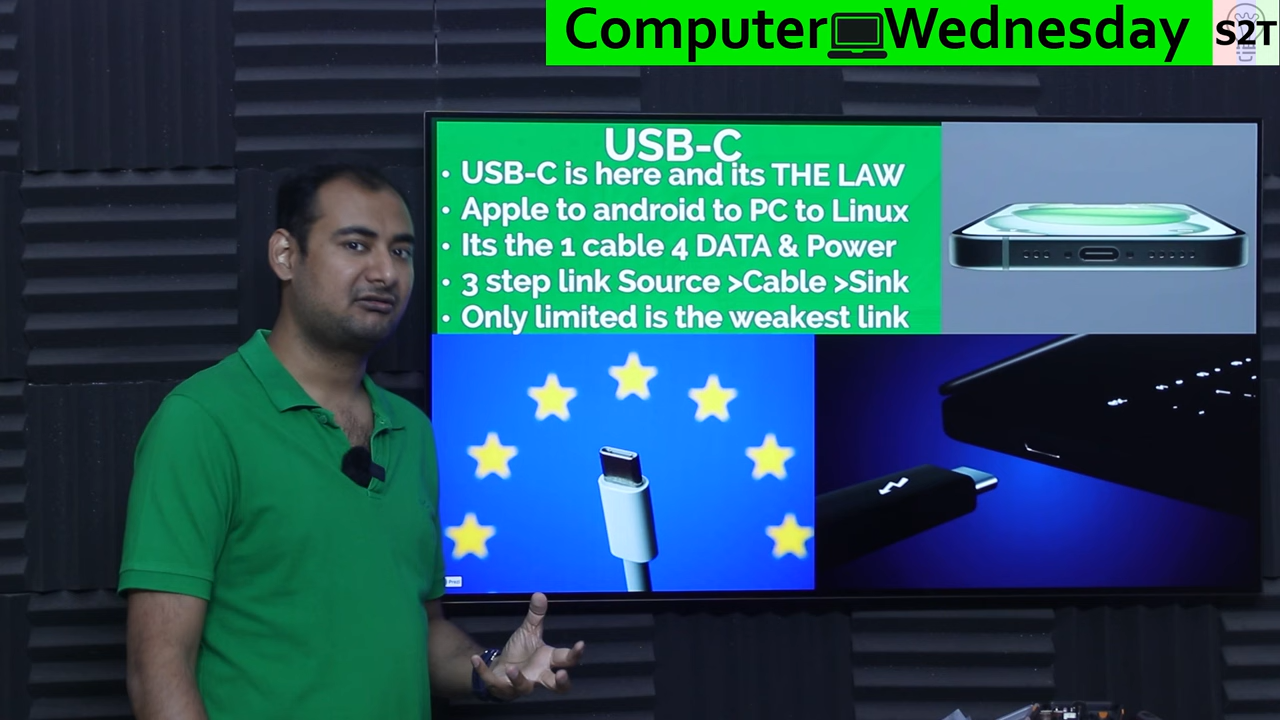 Computer Wednesday S2T
USB-C
• USB-C is here and its THE LAW
• Apple to android to PC to Linux
• Its the 1 cable 4 DATA & Power
• 3 step link Source >Cable >Sink
• Only limited is the weakest link